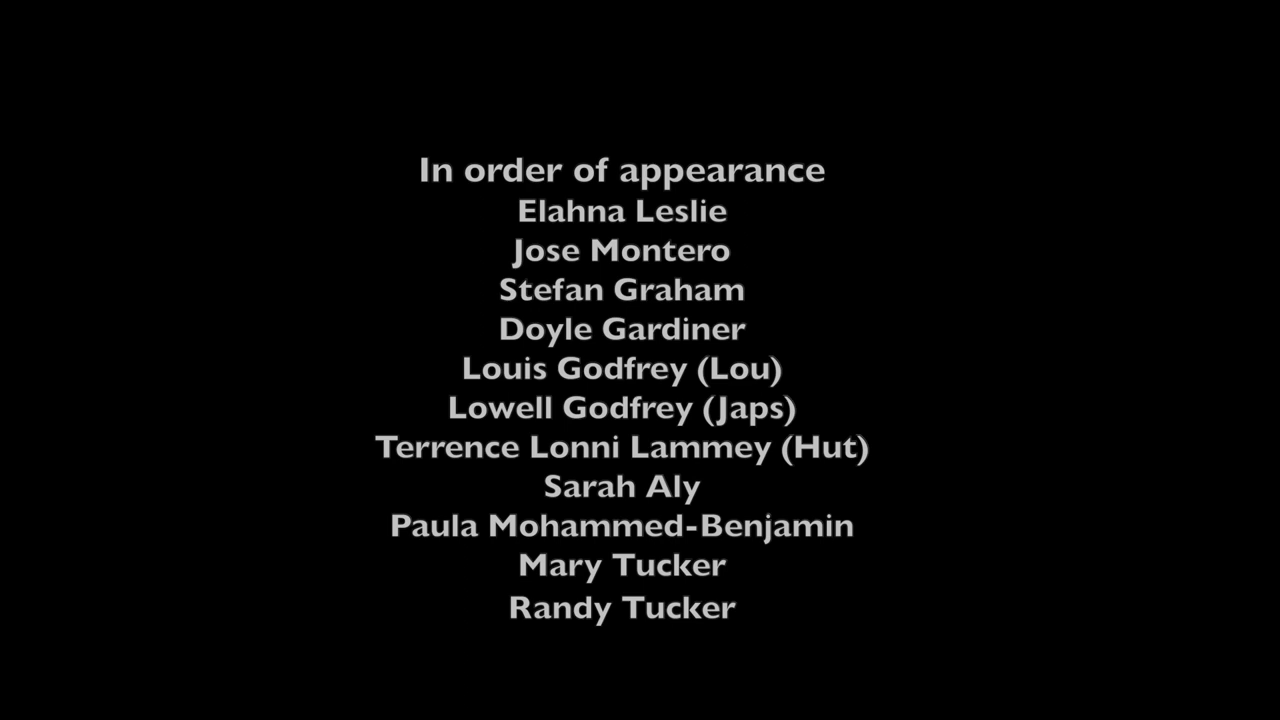 In order of appearance
Elahna Leslie
Jose Montero
Stefan Graham
Doyle Gardiner
Louis Godfrey (Lou)
Lowell Godfrey (Japs)
Terrence Lonni Lammey (Hut)
Sarah Aly
Paula Mohammed-Benjamin
Mary Tucker
Randy Tucker